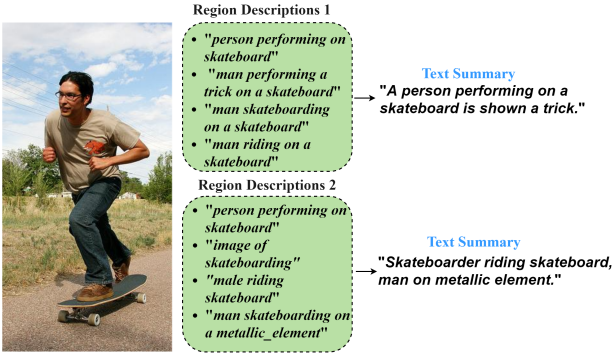 Region Descriptions 1
• "person performing on
skateboard"
• "man performing a
trick on a skateboard"
• "man skateboarding
on a skateboard"
• "man riding on a
skateboard"
Text Summary
"A person performing on a
skateboard is shown a trick."
Region Descriptions 2
• "person performing on
skateboard"
• "image of
skateboarding"
• "male riding
skateboard"
• "man skateboarding on
a metallic_element"
Text Summary
"Skateboarder riding skateboard,
man on metallic element."